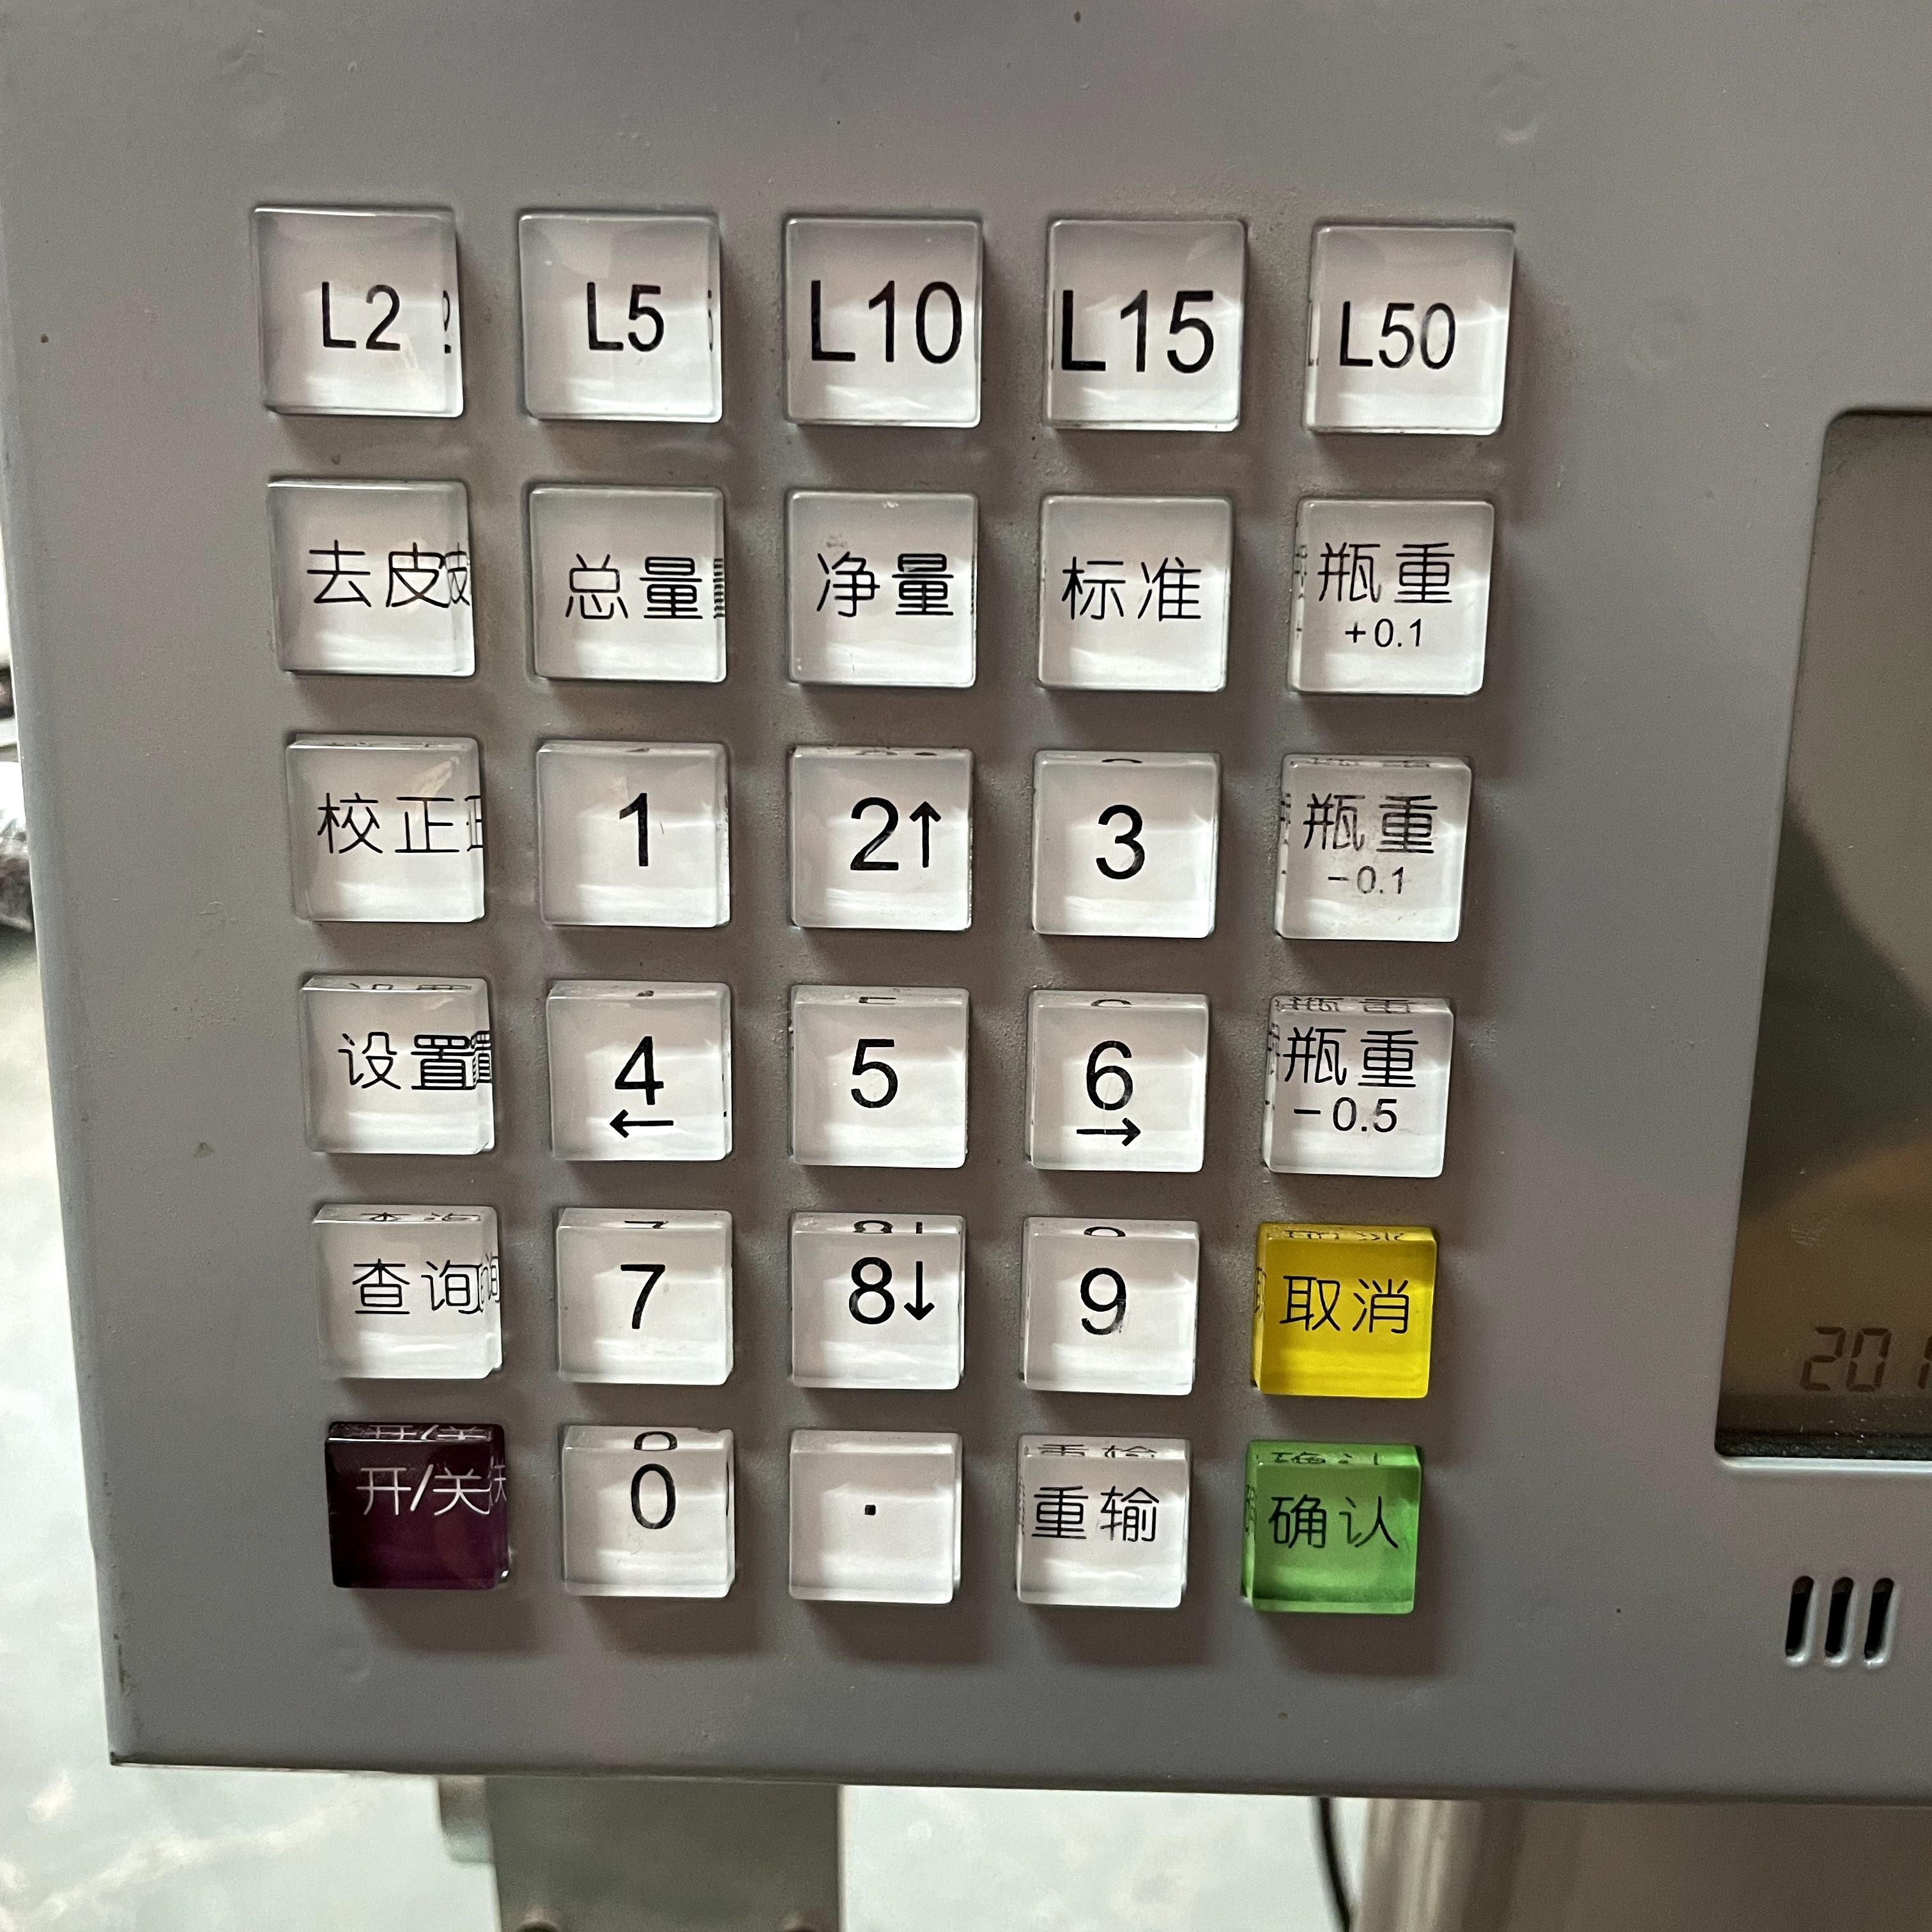 L2 L5 L10 L15 L50
去皮 总量 净量 标准 瓶重
+0.1
校正 1 2↑ 3 瓶重
-0.1
设置 4 5 6 瓶重
← → -0.5
查询 7 8↓ 9 取消
开/关 0 . 重输 确认
201